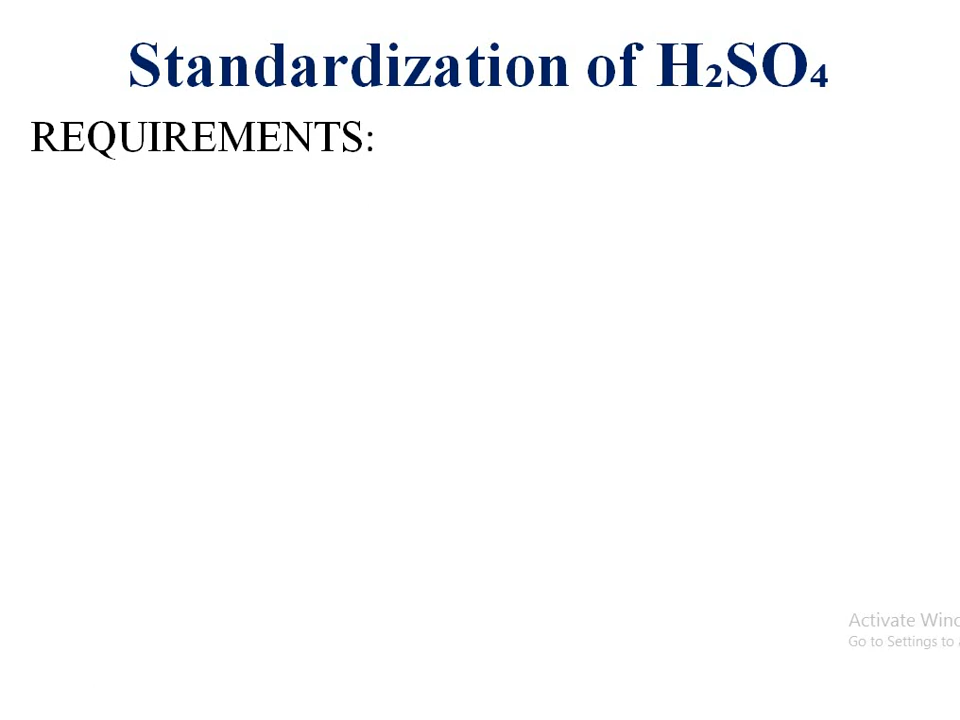 Standardization of H₂SO₄
REQUIREMENTS:
Activate Wind
Go to Settings to a